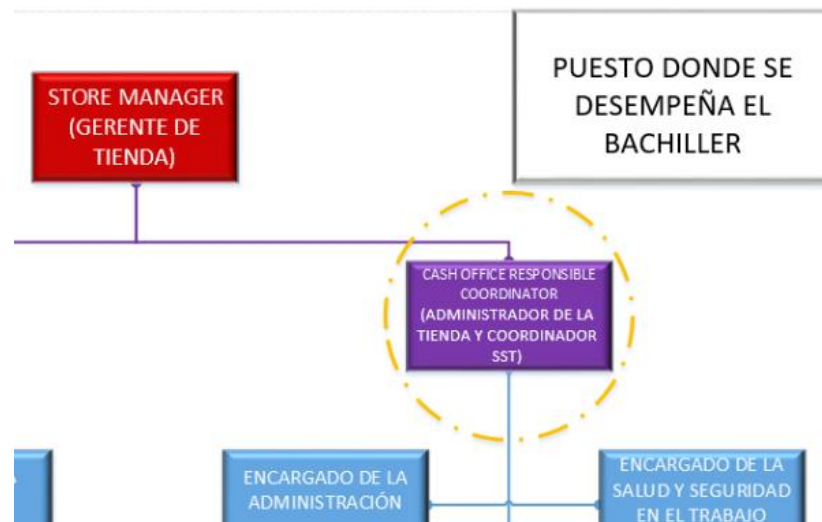 STORE MANAGER
(GERENTE DE
TIENDA)
PUESTO DONDE SE
DESEMPEÑA EL
BACHILLER
CASH OFFICE RESPONSIBLE
COORDINATOR
(ADMINISTRADOR DE LA
TIENDA Y COORDINADOR
SST)
ENCARGADO DE LA
ADMINISTRACIÓN
ENCARGADO DE LA
SALUD Y SEGURIDAD
EN EL TRABAJO